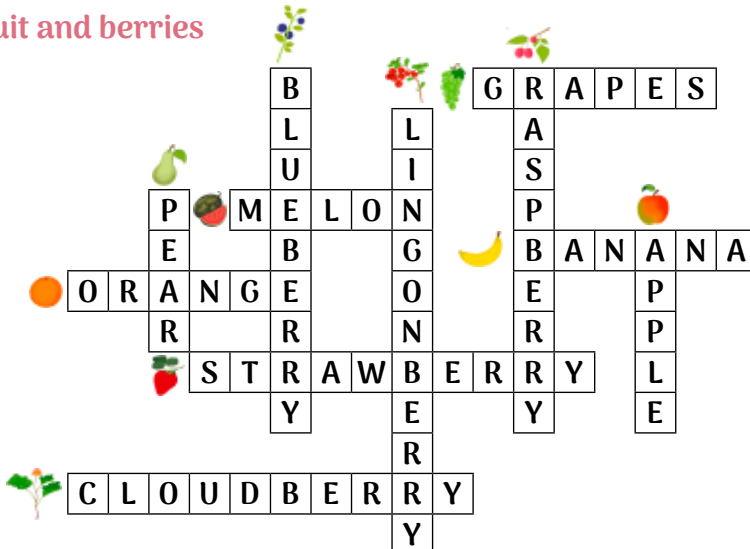 uit and berries
GRAPES
BLUEBERRY
LINGONBERRY
RASPBERRY
MELON
PEAR
BANANA
APPLE
ORANGE
STRAWBERRY
CLOUDBERRY